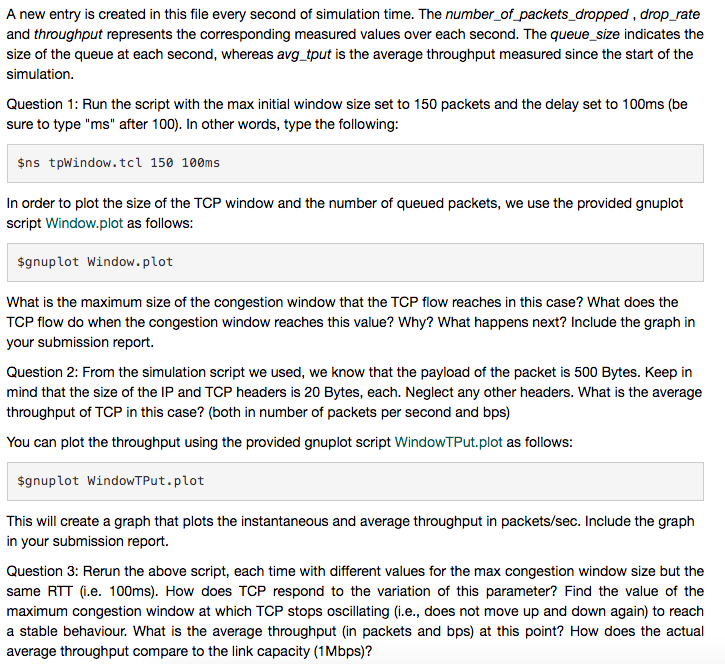 A new entry is created in this file every second of simulation time. The number_of_packets_dropped , drop_rate
and throughput represents the corresponding measured values over each second. The queue_size indicates the
size of the queue at each second, whereas avg_tput is the average throughput measured since the start of the
simulation.
Question 1: Run the script with the max initial window size set to 150 packets and the delay set to 100ms (be
sure to type "ms" after 100). In other words, type the following:
$ns tpWindow.tcl 150 100ms
In order to plot the size of the TCP window and the number of queued packets, we use the provided gnuplot
script Window.plot as follows:
$gnuplot Window.plot
What is the maximum size of the congestion window that the TCP flow reaches in this case? What does the
TCP flow do when the congestion window reaches this value? Why? What happens next? Include the graph in
your submission report.
Question 2: From the simulation script we used, we know that the payload of the packet is 500 Bytes. Keep in
mind that the size of the IP and TCP headers is 20 Bytes, each. Neglect any other headers. What is the average
throughput of TCP in this case? (both in number of packets per second and bps)
You can plot the throughput using the provided gnuplot script WindowTPut.plot as follows:
$gnuplot WindowTPut.plot
This will create a graph that plots the instantaneous and average throughput in packets/sec. Include the graph
in your submission report.
Question 3: Rerun the above script, each time with different values for the max congestion window size but the
same RTT (i.e. 100ms). How does TCP respond to the variation of this parameter? Find the value of the
maximum congestion window at which TCP stops oscillating (i.e., does not move up and down again) to reach
a stable behaviour. What is the average throughput (in packets and bps) at this point? How does the actual
average throughput compare to the link capacity (1Mbps)?